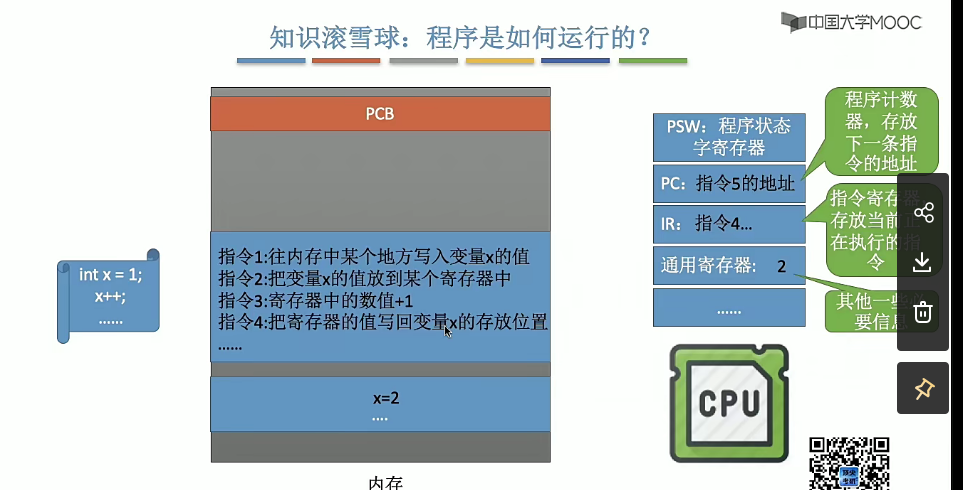 中国大学MOOC
知识滚雪球：程序是如何运行的？
PCB
int x = 1;
x++;
......
指令1:往内存中某个地方写入变量x的值
指令2:把变量x的值放到某个寄存器中
指令3:寄存器中的数值+1
指令4:把寄存器的值写回变量x的存放位置
......
x=2
....
内存
PSW：程序状态
字寄存器
PC：指令5的地址
IR：指令4...
通用寄存器： 2
......
程序计数
器，存放
下一条指
令的地址
指令寄存器
存放当前正
在执行的指
令
其他一些
要信息
CPU